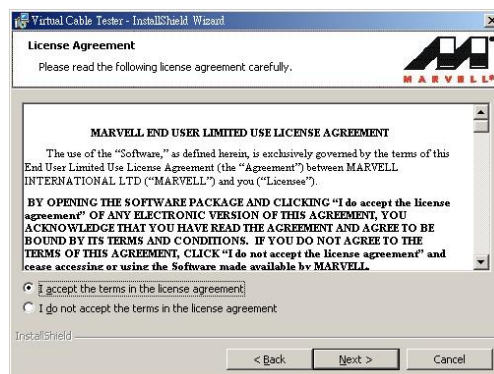 Virtual Cable Tester - InstallShield Wizard
License Agreement
Please read the following license agreement carefully.
MARVELL®
MARVELL END USER LIMITED USE LICENSE AGREEMENT
The use of the “Software,” as defined herein, is exclusively governed by the terms of this
End User Limited Use License Agreement (the “Agreement”) between MARVELL
INTERNATIONAL LTD (“MARVELL”) and you (“Licensee”).
BY OPENING THE SOFTWARE PACKAGE AND CLICKING “I do accept the license
agreement” OF ANY ELECTRONIC VERSION OF THIS AGREEMENT, YOU
ACKNOWLEDGE THAT YOU HAVE READ THE AGREEMENT AND AGREE TO BE
BOUND BY ITS TERMS AND CONDITIONS. IF YOU DO NOT AGREE TO THE
TERMS OF THIS AGREEMENT, CLICK “I do not accept the license agreement” and
cease accessing or using the Software made available by MARVELL.
I accept the terms in the license agreement
I do not accept the terms in the license agreement
InstallShield
< Back
Next >
Cancel